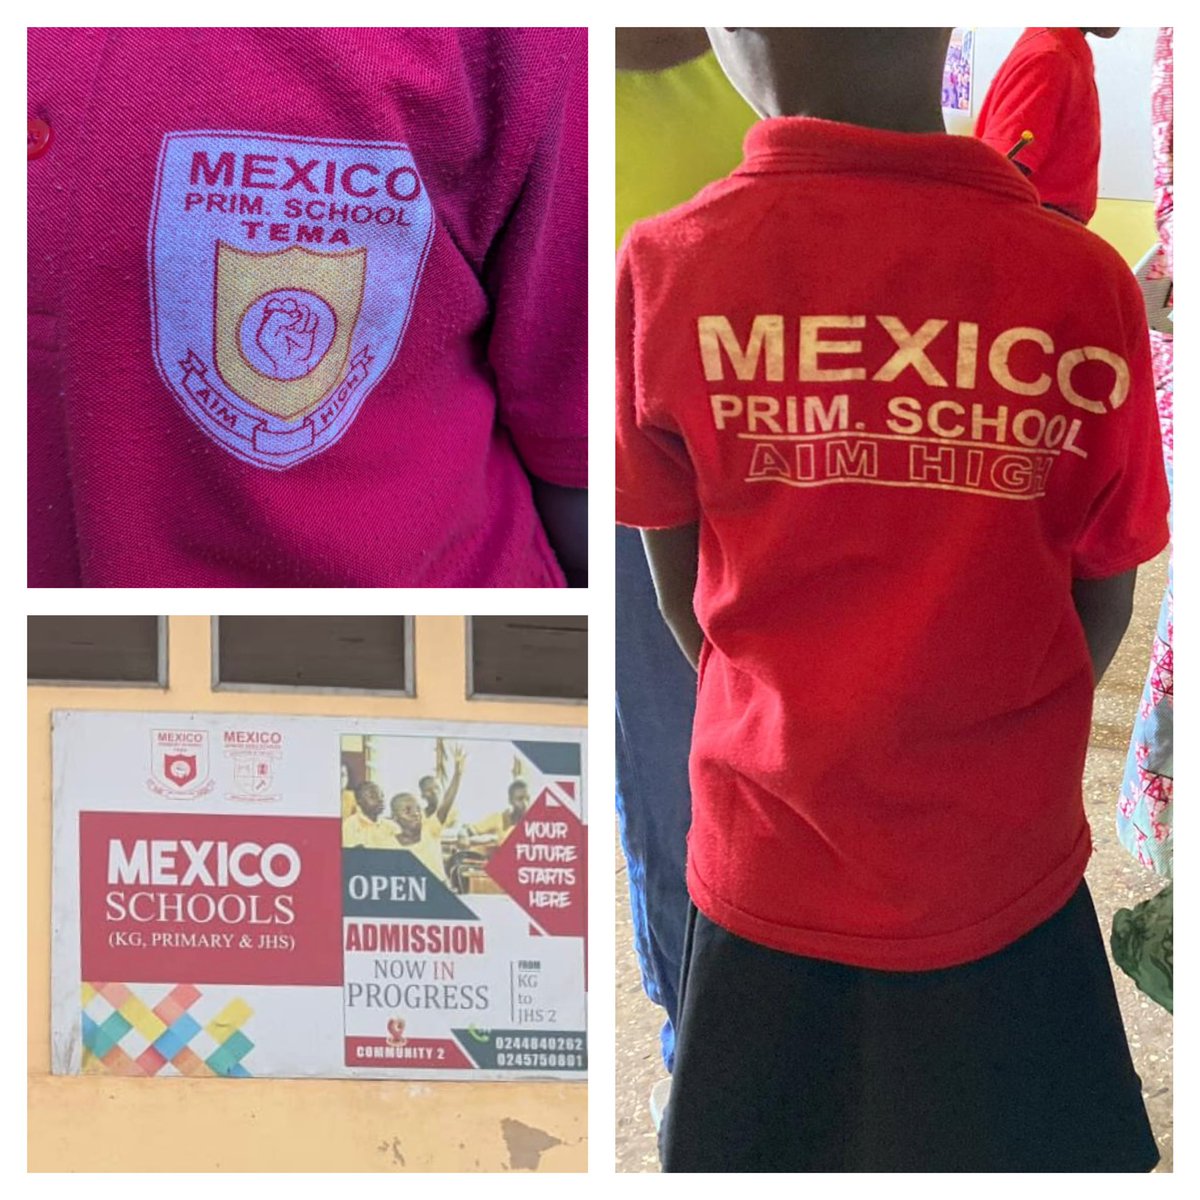 MEXICO
PRIM. SCHOOL
TEMA
AIM HIGH
MEXICO
PRIM. SCHOOL
AIM HIGH
MEXICO
TEMA
MEXICO
MEXICO
SCHOOLS
(KG, PRIMARY & JHS)
YOUR
FUTURE
STARTS
HERE
OPEN
ADMISSION
NOW IN
PROGRESS
FROM
KG
to
JHS 2
COMMUNITY 2
0244840262
0245750801